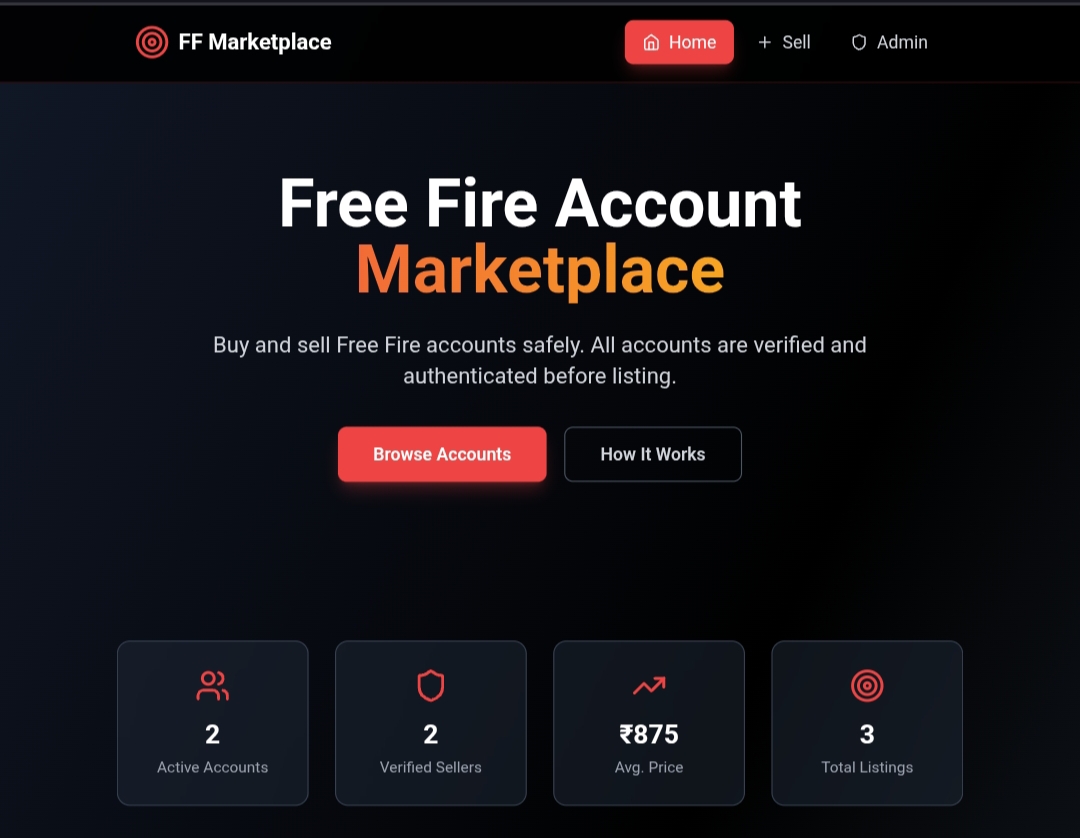 FF Marketplace
Home
Sell
Admin
Free Fire Account
Marketplace
Buy and sell Free Fire accounts safely. All accounts are verified and
authenticated before listing.
Browse Accounts
How It Works
2
Active Accounts
2
Verified Sellers
₹875
Avg. Price
3
Total Listings